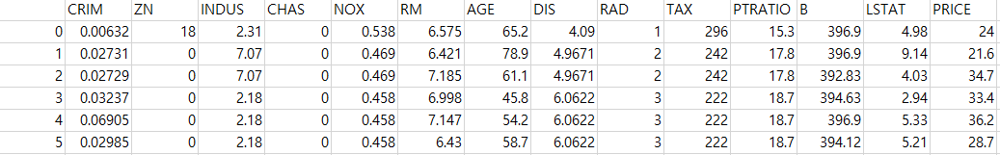 CRIM ZN INDUS CHAS NOX RM AGE DIS RAD TAX PTRATIO B LSTAT PRICE
0 0.00632 18 2.31 0 0.538 6.575 65.2 4.09 1 296 15.3 396.9 4.98 24
1 0.02731 0 7.07 0 0.469 6.421 78.9 4.9671 2 242 17.8 396.9 9.14 21.6
2 0.02729 0 7.07 0 0.469 7.185 61.1 4.9671 2 242 17.8 392.83 4.03 34.7
3 0.03237 0 2.18 0 0.458 6.998 45.8 6.0622 3 222 18.7 394.63 2.94 33.4
4 0.06905 0 2.18 0 0.458 7.147 54.2 6.0622 3 222 18.7 396.9 5.33 36.2
5 0.02985 0 2.18 0 0.458 6.43 58.7 6.0622 3 222 18.7 394.12 5.21 28.7